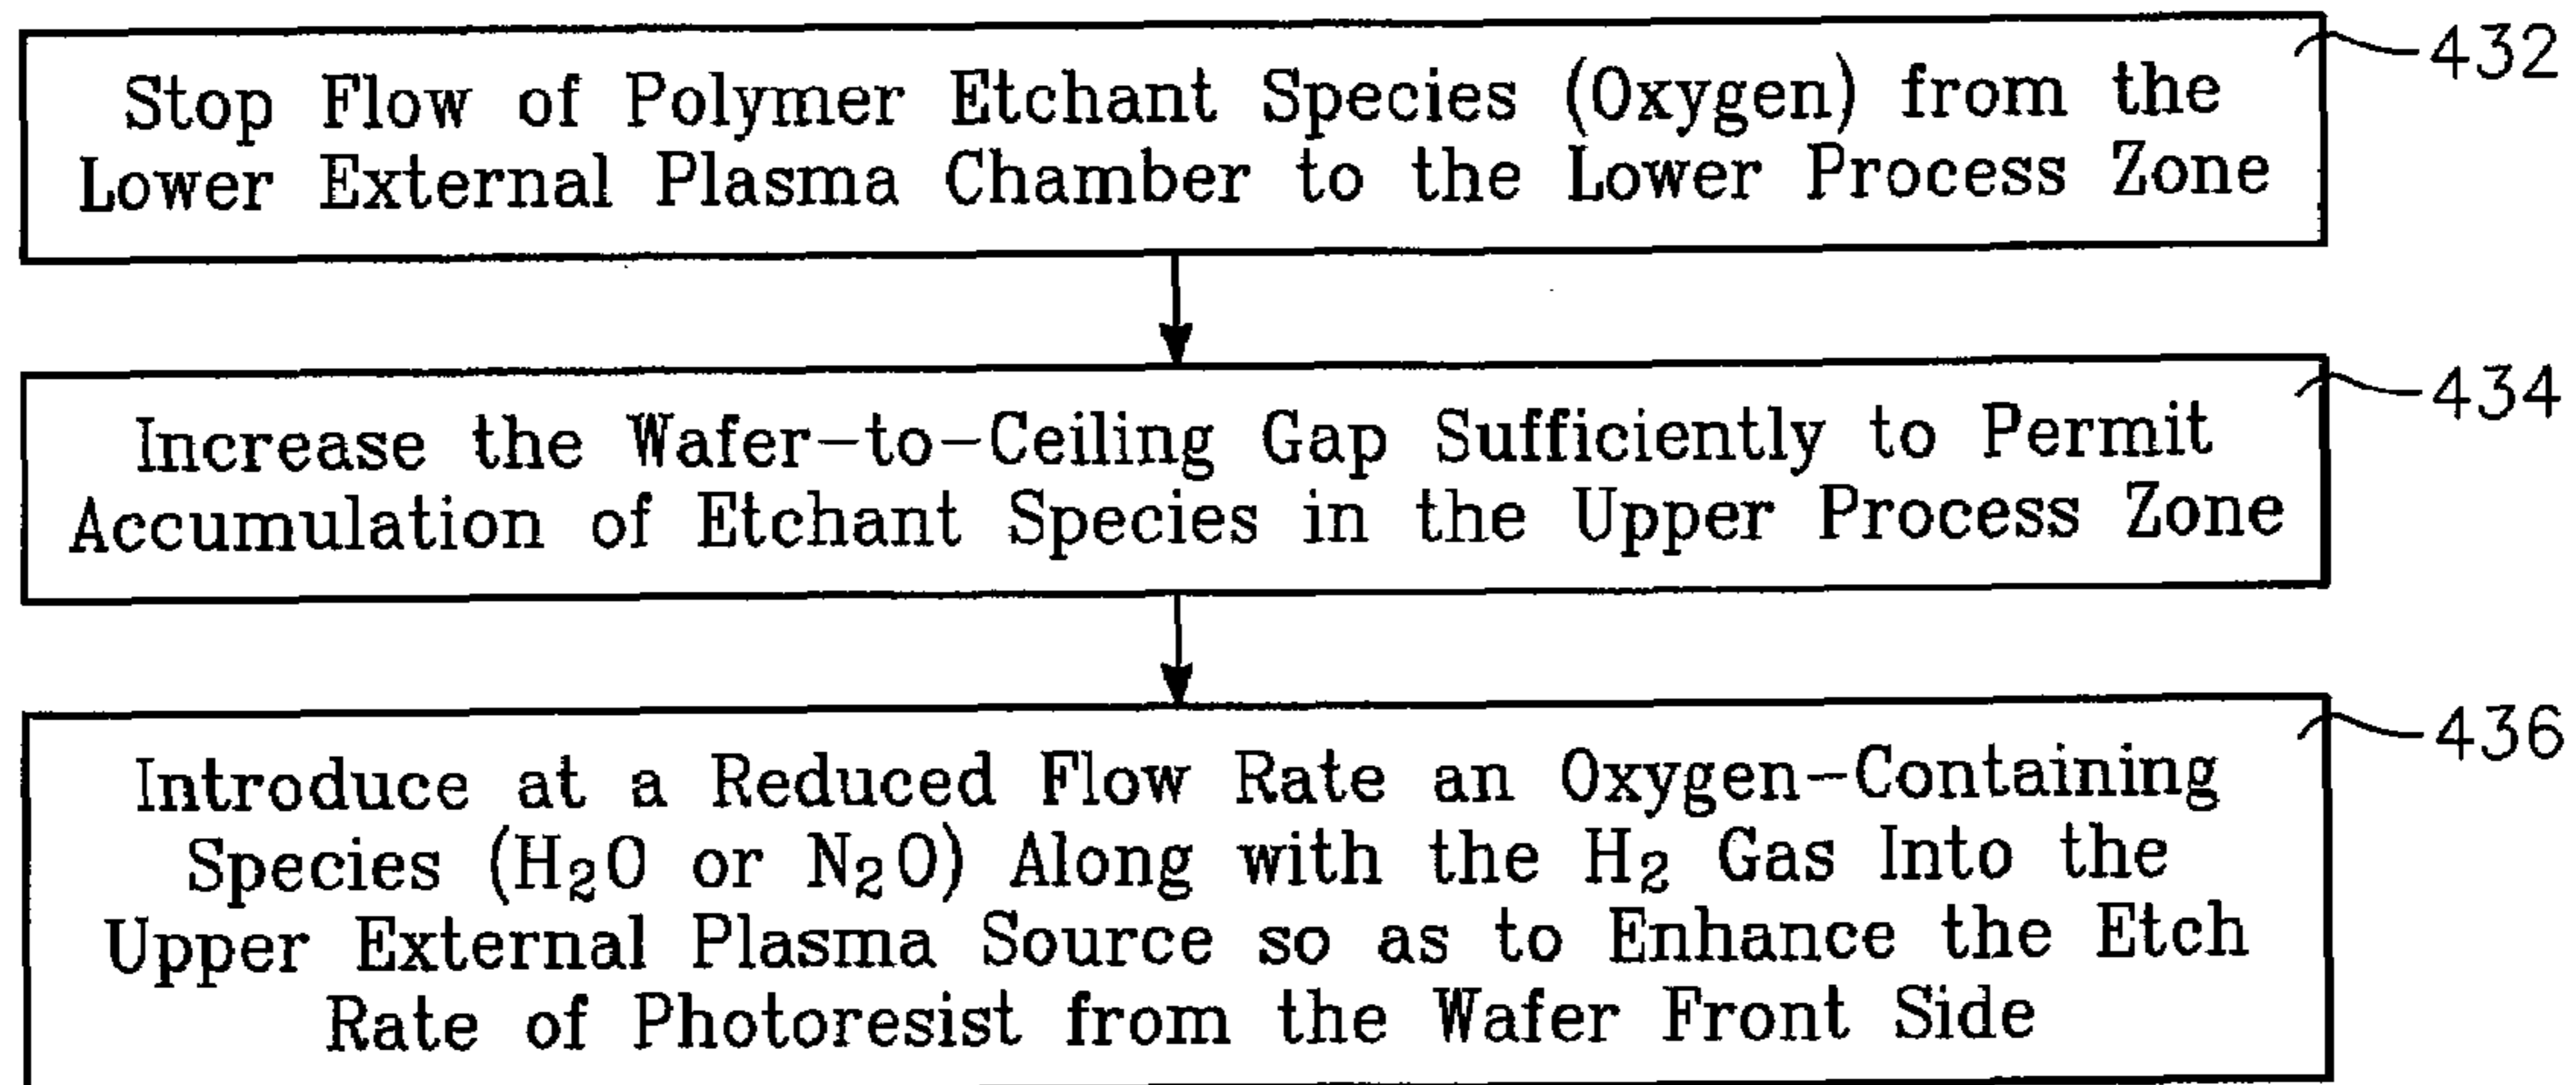 Stop Flow of Polymer Etchant Species (Oxygen) from the
Lower External Plasma Chamber to the Lower Process Zone
432
Increase the Wafer-to-Ceiling Gap Sufficiently to Permit
Accumulation of Etchant Species in the Upper Process Zone
434
Introduce at a Reduced Flow Rate an Oxygen-Containing
Species (H₂O or N₂O) Along with the H₂ Gas Into the
Upper External Plasma Source so as to Enhance the Etch
Rate of Photoresist from the Wafer Front Side
436